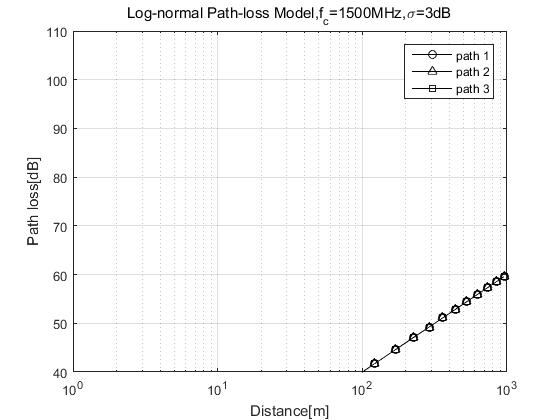 Log-normal Path-loss Model,f_c=1500MHz,σ=3dB
110
100
90
80
70
60
50
40
Path loss[dB]
path 1
path 2
path 3
10^0
10^1
10^2
10^3
Distance[m]